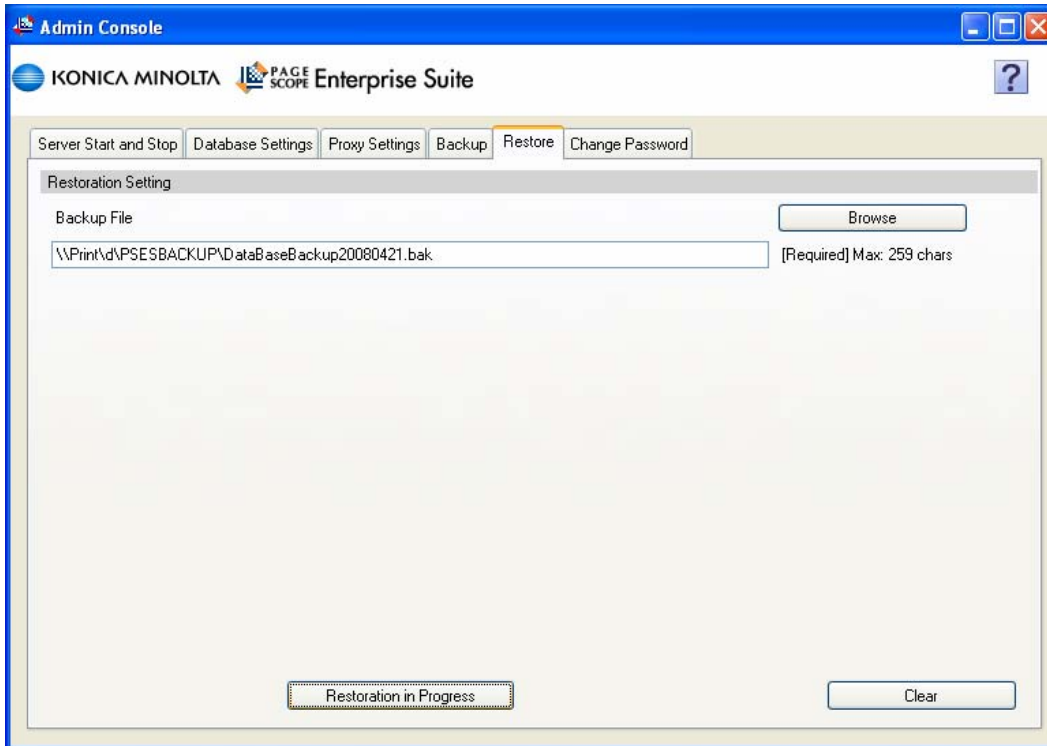 Admin Console
KONICA MINOLTA PAGE SCOPE Enterprise Suite ?
Server Start and Stop Database Settings Proxy Settings Backup Restore Change Password
Restoration Setting
Backup File Browse
\\Print\d\PSESBACKUP\DataBaseBackup20080421.bak [Required] Max: 259 chars
Restoration in Progress Clear